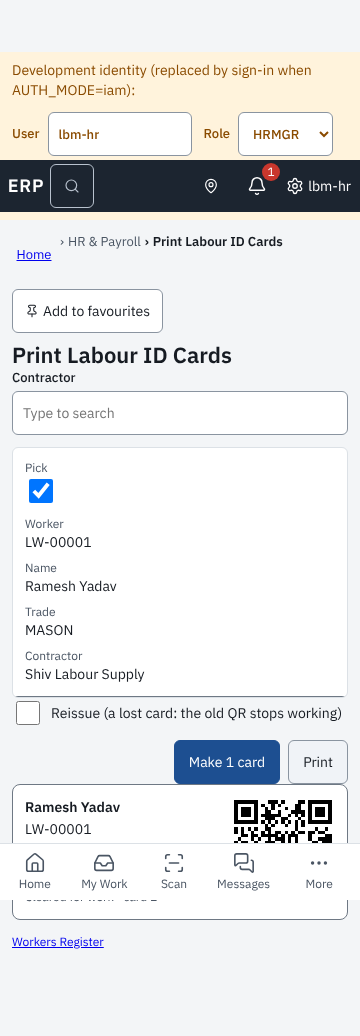 Development identity (replaced by sign-in when
AUTH_MODE=iam):
User lbm-hr Role HRMGR
ERP 1 lbm-hr
Home › HR & Payroll › Print Labour ID Cards
Add to favourites
Print Labour ID Cards
Contractor
Type to search
Pick
Worker
LW-00001
Name
Ramesh Yadav
Trade
MASON
Contractor
Shiv Labour Supply
Reissue (a lost card: the old QR stops working)
Make 1 card Print
Ramesh Yadav
LW-00001
Home My Work Scan Messages More
Workers Register